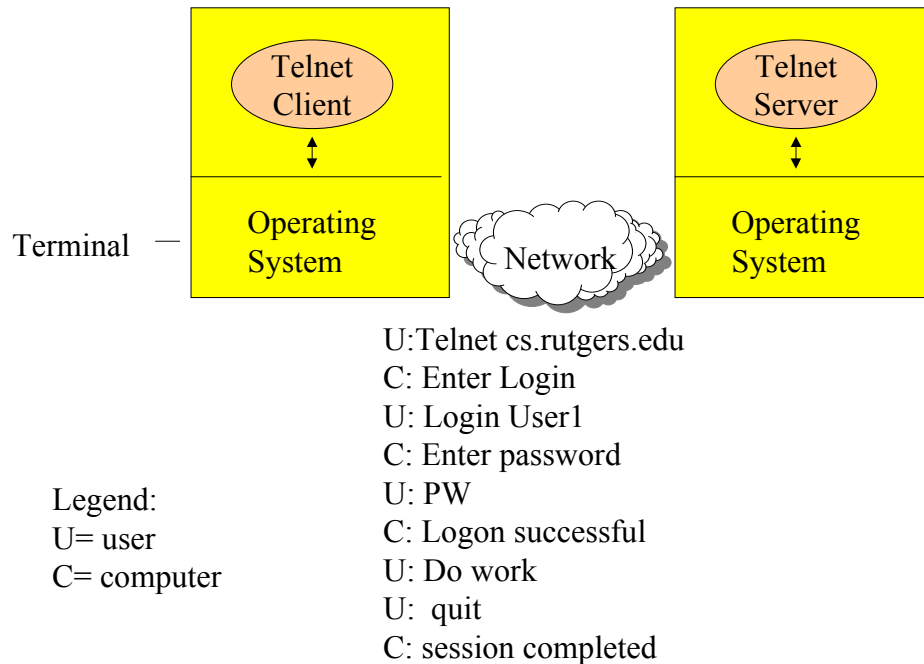 Telnet
Client
Telnet
Server
Operating
System
Operating
System
Terminal
Network
U:Telnet cs.rutgers.edu
C: Enter Login
U: Login User1
C: Enter password
U: PW
C: Logon successful
U: Do work
U: quit
C: session completed
Legend:
U= user
C= computer